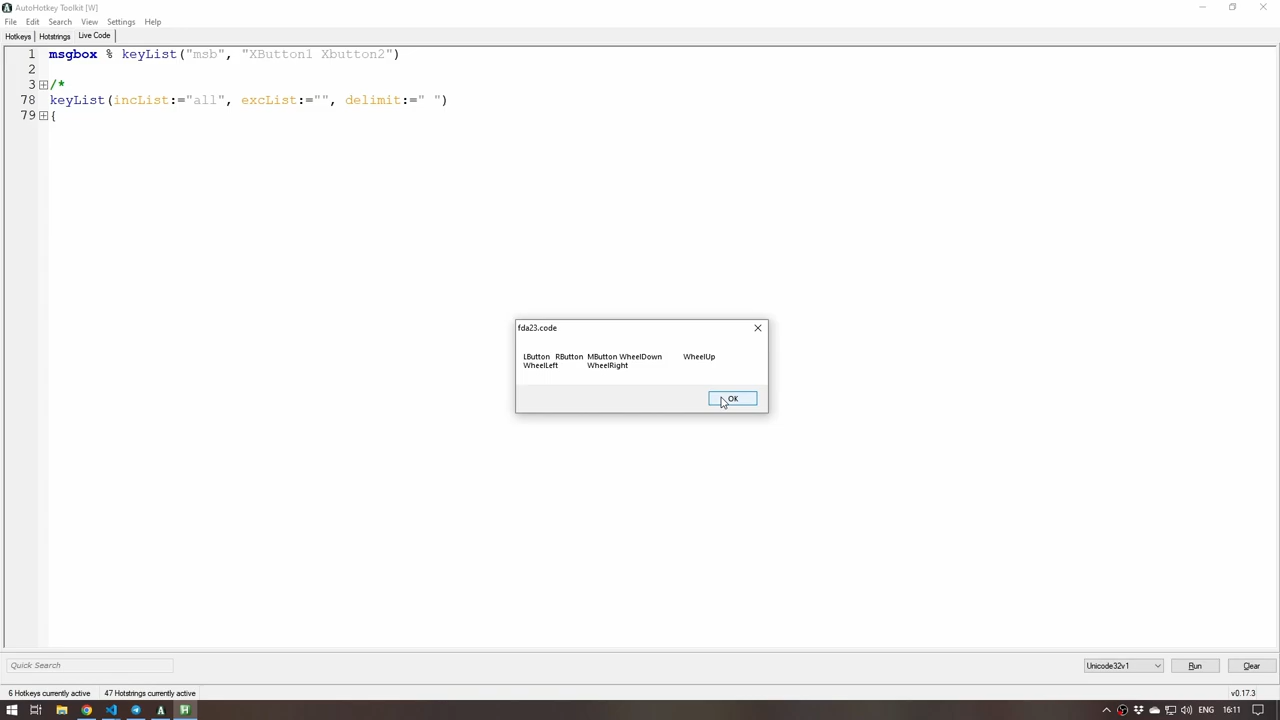 AutoHotkey Toolkit [W]
File Edit Search View Settings Help
Hotkeys Hotstrings Live Code
1 msgbox % keyList("msb", "XButton1 Xbutton2")
2
3 /*
78 keyList(incList:="all", excList:="", delimit:=" ")
79 {
fda23.code
LButton RButton MButton WheelDown WheelUp
WheelLeft WheelRight
OK
Quick Search
Unicode32v1 Run Clear
6 Hotkeys currently active 47 Hotstrings currently active v0.17.3
ENG 16:11